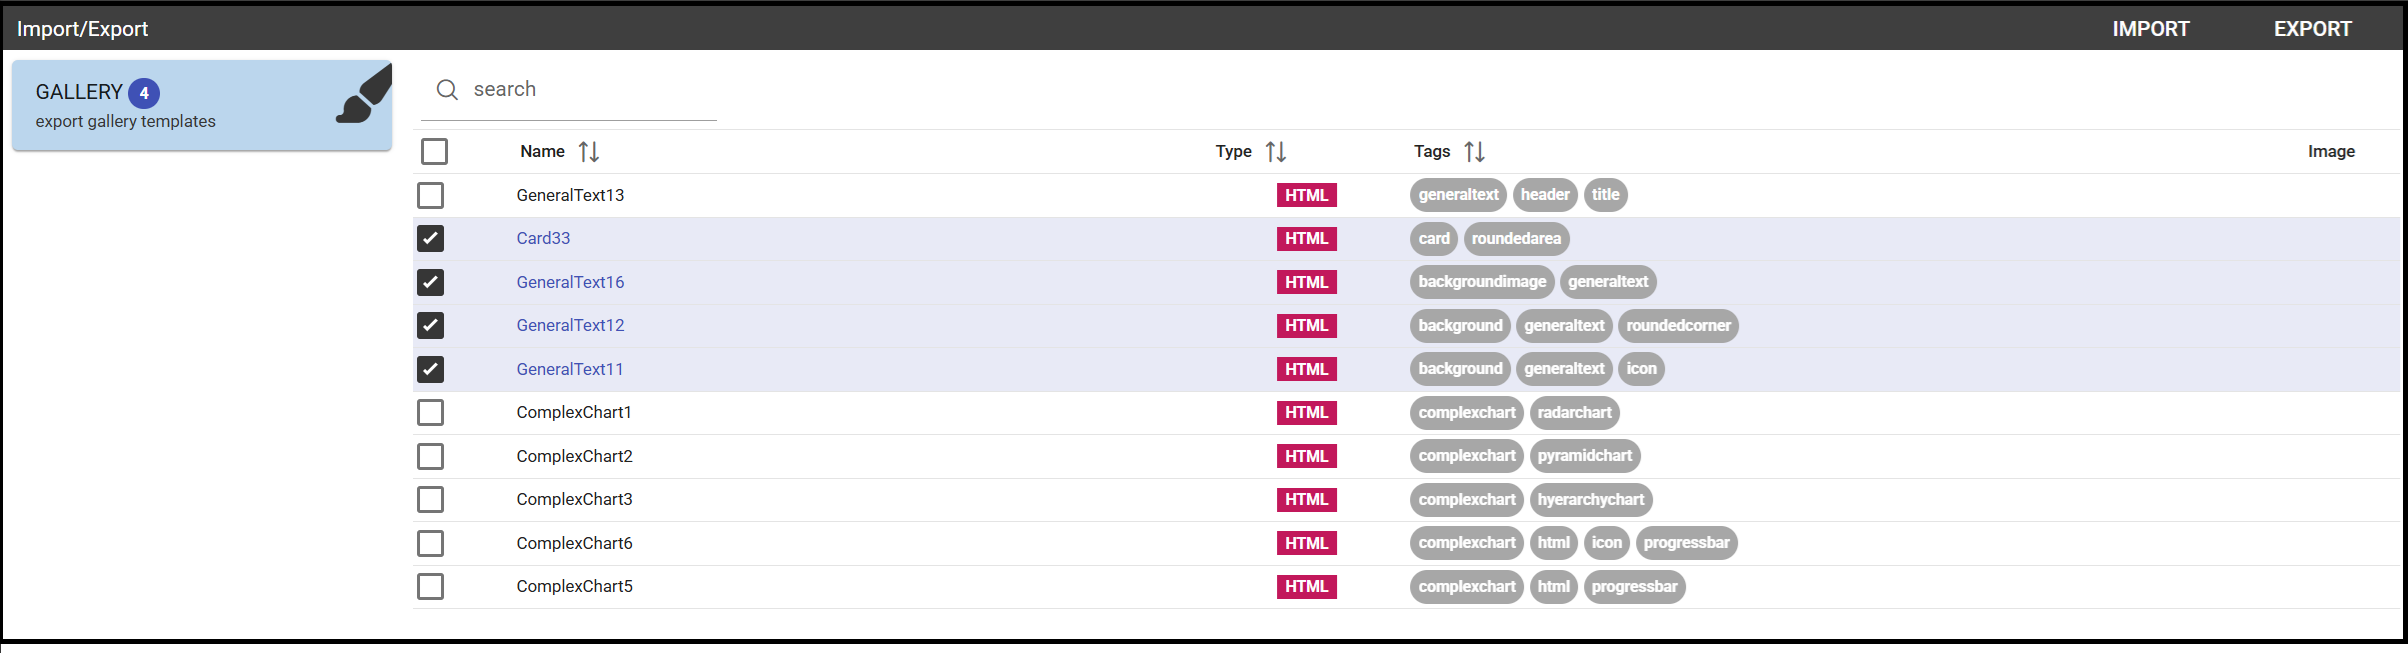 Import/Export IMPORT EXPORT
GALLERY 4
export gallery templates
search
Name Type Tags Image
GeneralText13 HTML generaltext header title
Card33 HTML card roundedarea
GeneralText16 HTML backgroundimage generaltext
GeneralText12 HTML background generaltext roundedcorner
GeneralText11 HTML background generaltext icon
ComplexChart1 HTML complexchart radarchart
ComplexChart2 HTML complexchart pyramidchart
ComplexChart3 HTML complexchart hyerarchychart
ComplexChart6 HTML complexchart html icon progressbar
ComplexChart5 HTML complexchart html progressbar